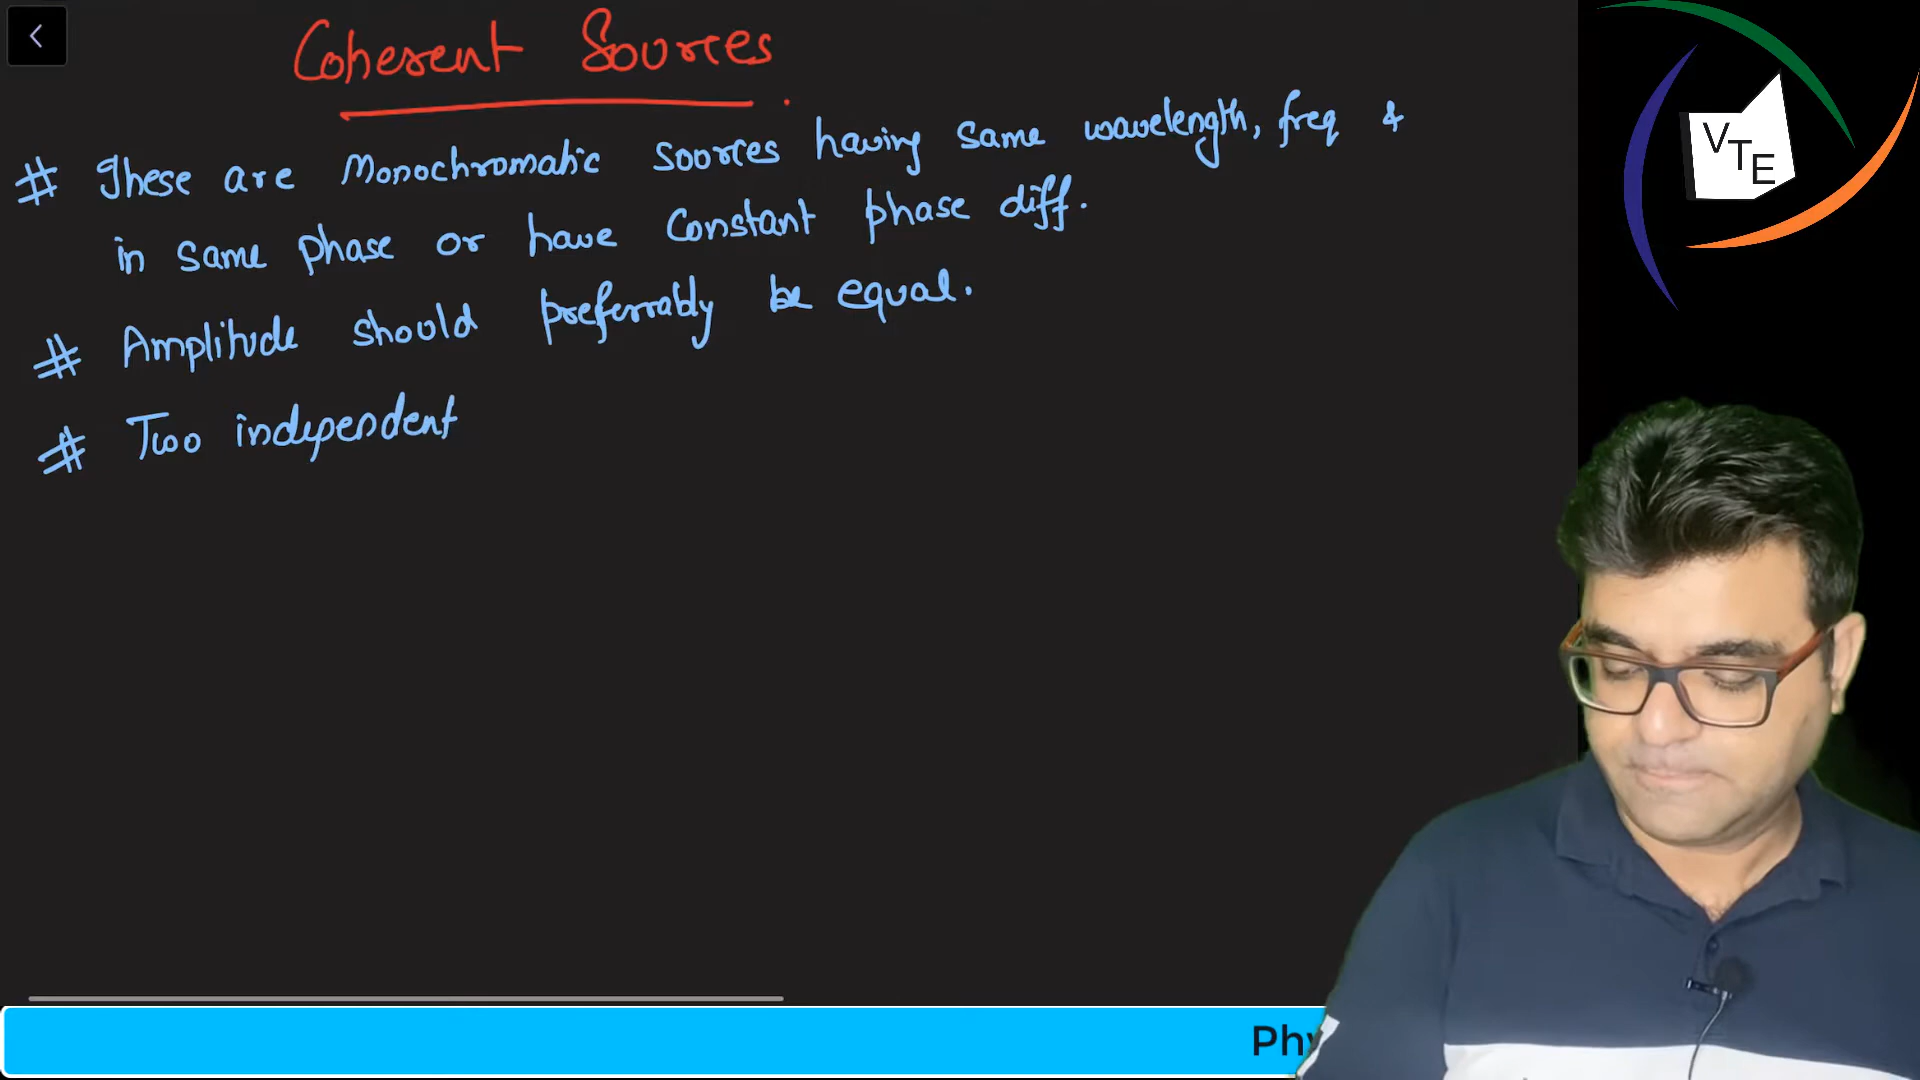 Coherent Sources.
# These are Monochromatic sources having same wavelength, freq &
in same phase or have constant phase diff.
# Amplitude should preferrably be equal.
# Two independent
VTE
Phy